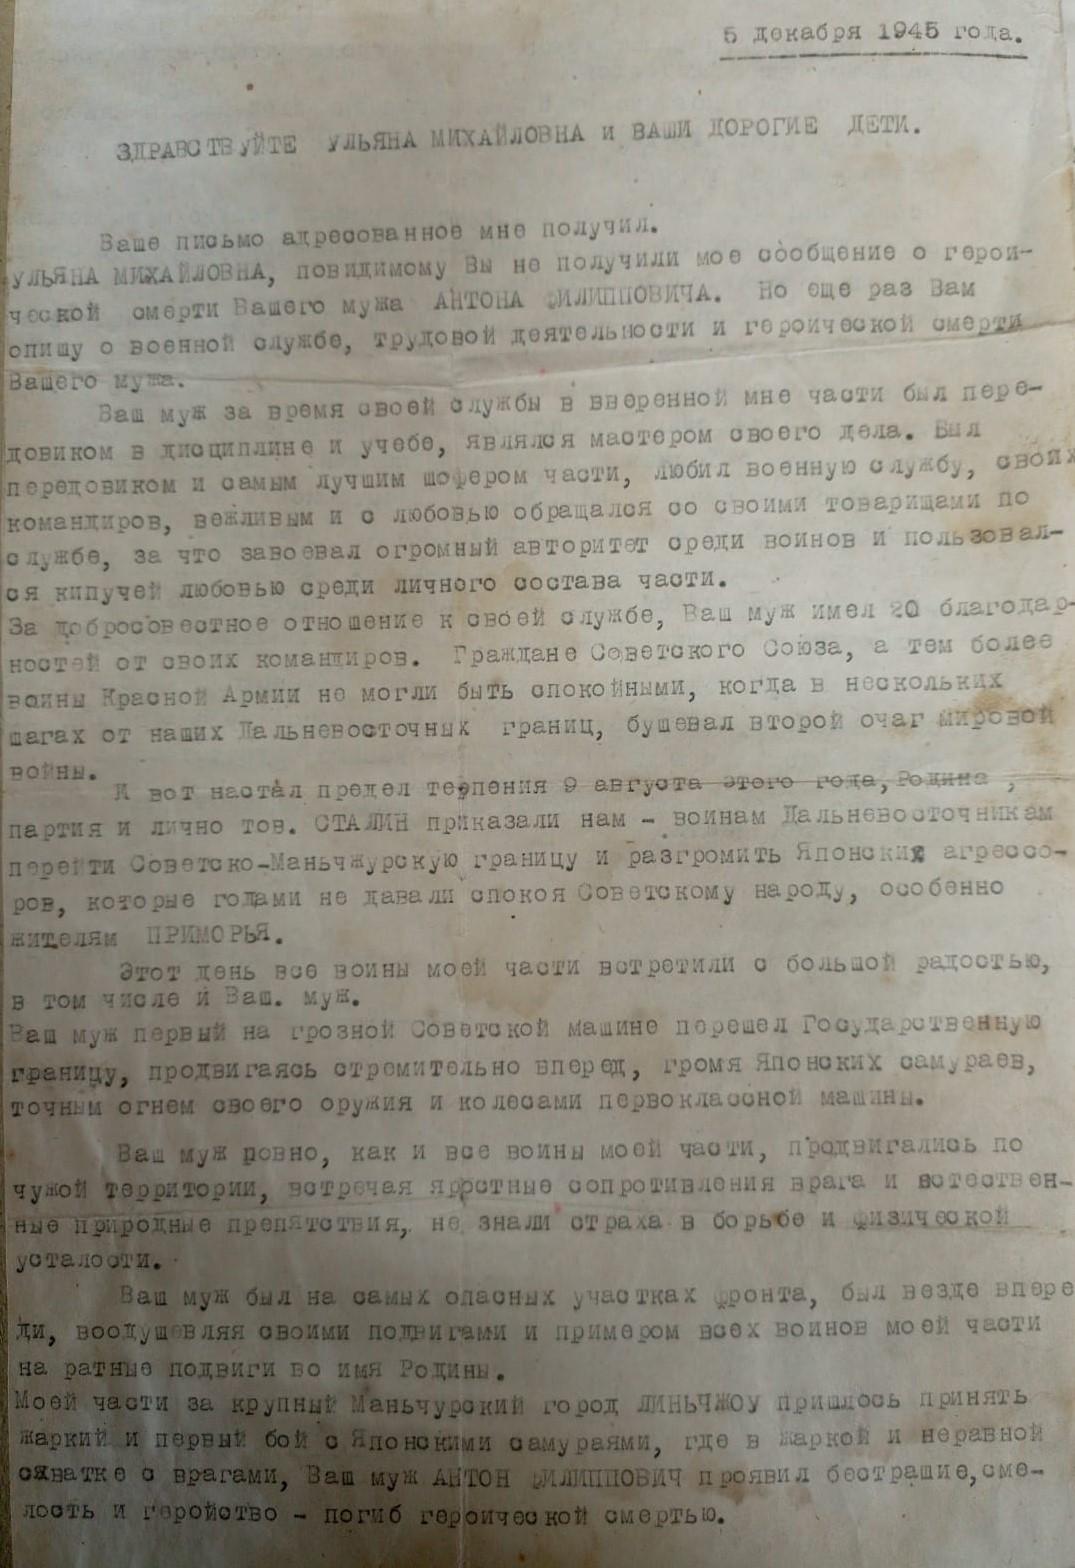 5 декабря 1945 года.
ЗДРАВСТВУЙТЕ УЛЬЯНА МИХАЙЛОВНА и ВАШИ ДОРОГИЕ ДЕТИ.
Ваше письмо адресованное мне получил.
УЛЬЯНА МИХАЙЛОВНА, повидимому Вы не получили мое сообщение о герои-
ческой смерти Вашего мужа АНТОНА ФИЛИППОВИЧА. Но еще раз Вам
опишу о военной службе, трудовой деятельности и героической смерти
Вашего мужа.
Ваш муж за время своей службы в вверенной мне части был пере-
довиком в дисциплине и учебе, являлся мастером своего дела. Был
передовиком и самым лучшим шофером части, любил военную службу, своих
командиров, вежливым и с любовью обращался со своими товарищами по
службе, за что завоевал огромный авторитет среди воинов и пользовал-
ся кипучей любовью среди личного состава части.
За добросовестное отношение к своей службе, Ваш муж имел 20 благодар-
ностей от своих командиров. Граждане Советского Союза, а тем более
воины Красной Армии не могли быть спокойными, когда в нескольких
шагах от наших Дальневосточных границ, бушевал второй очаг мировой
войны.
И вот настал предел терпения 9 августа этого года, Родина ,
партия и лично тов. СТАЛИН приказали нам - воинам Дальневосточникам
перейти Советско-Маньчжурскую границу и разгромить Японских агрессо-
ров, которые годами не давали спокоя Советскому народу, особенно
жителям ПРИМОРЬЯ.
Этот день все воины моей части встретили с большой радостью,
в том числе и Ваш. муж.
Ваш муж первый на грозной Советской машине перешел Государственную
границу, продвигаясь стремительно вперед, громя Японских самураев,
точным огнем своего оружия и колесами первоклассной машины.
Ваш муж ровно, как и все воины моей части, продвигались по
чужой территории, встречая яростные сопротивления врага и естествен-
ные природные препятствия, не знали страха в борьбе и физической
усталости.
Ваш муж был на самых опасных участках фронта, был везде впере
ди, воодушевляя своими подвигами и примером всех воинов моей части
на ратные подвиги во имя Родины.
Моей части за крупный Маньчурский город ЛИНЬЧЖОУ пришлось принять
жаркий и первый бой с Японскими самураями, где в жаркой и неравной
схватке с врагами, Ваш муж АНТОН ФИЛИППОВИЧ проявил бестрашие,сме-
лость и геройство - погиб героической смертью.